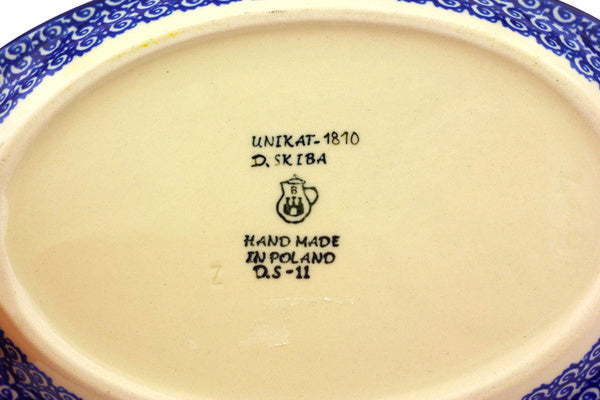 UNIKAT-1810
D. SKIBA
B
HAND MADE
IN POLAND
D.S-11
Z